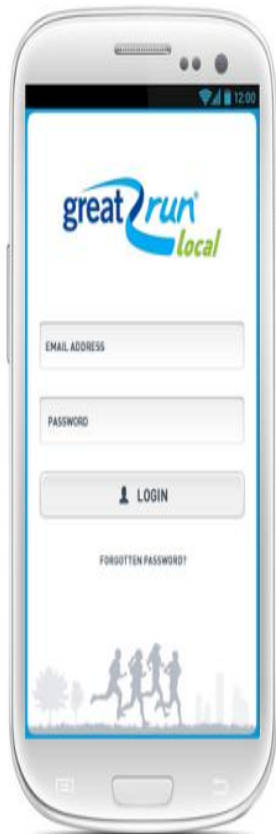 12:00
great run
local
EMAIL ADDRESS
PASSWORD
LOGIN
FORGOTTEN PASSWORD?